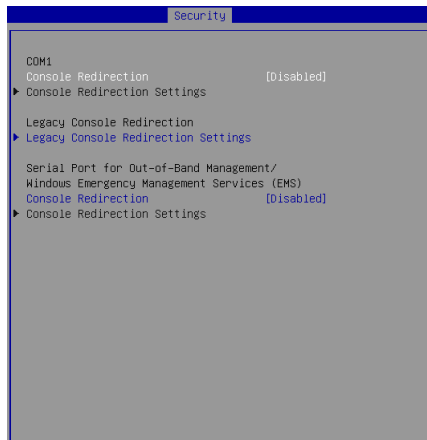 Security
COM1
Console Redirection [Disabled]
Console Redirection Settings
Legacy Console Redirection
Legacy Console Redirection Settings
Serial Port for Out-of-Band Management/
Windows Emergency Management Services (EMS)
Console Redirection [Disabled]
Console Redirection Settings